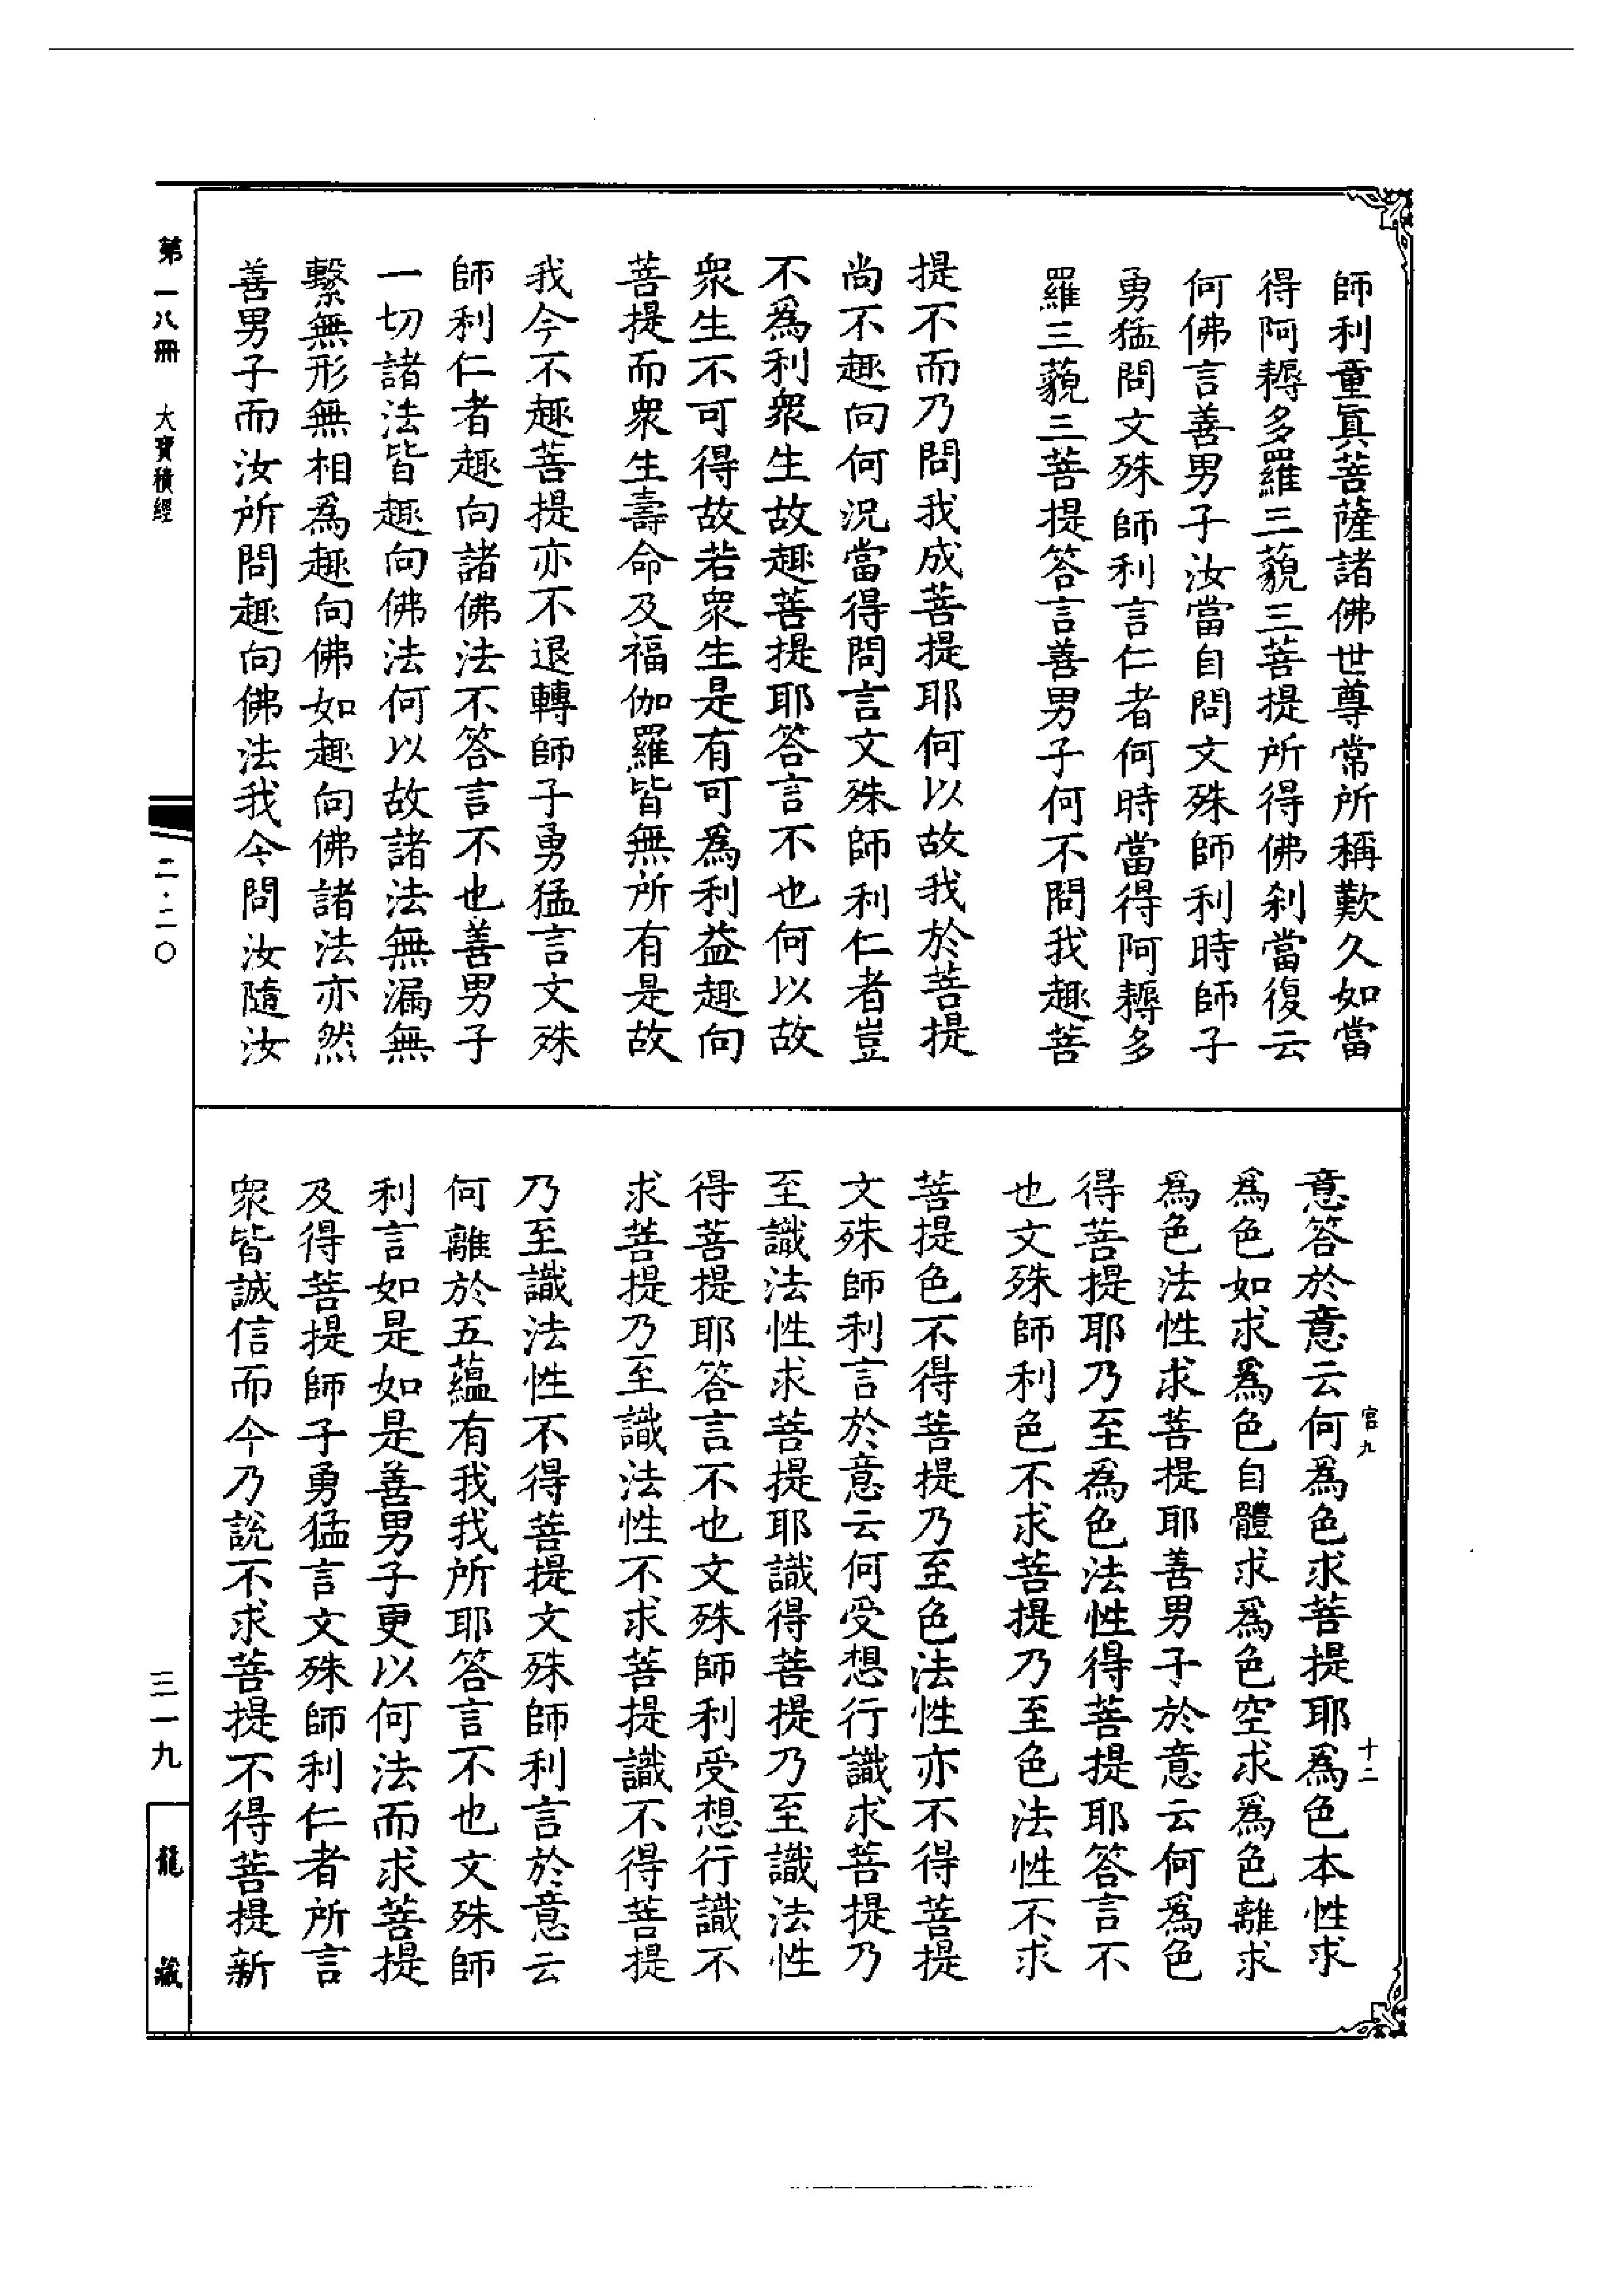 師利童眞菩薩諸佛世尊常所稱歎久如當
得阿耨多羅三藐三菩提所得佛刹當復云
何佛言善男子汝當自問文殊師利時師子
勇猛問文殊師利言仁者何時當得阿耨多
羅三藐三菩提答言善男子何不問我趣菩
提不而乃問我成菩提耶何以故我於菩提
尚不趣向何況當得問言文殊師利仁者豈
不爲利衆生故趣菩提耶答言不也何以故
衆生不可得故若衆生是有可爲利益趣向
菩提而衆生壽命及福伽羅皆無所有是故
我今不趣菩提亦不退轉師子勇猛言文殊
師利仁者趣向諸佛法不答言不也善男子
一切諸法皆趣向佛法何以故諸法無漏無
繫無形無相爲趣向佛如趣向佛諸法亦然
善男子而汝所問趣向佛法我今問汝隨汝
意答於意云何爲色求菩提耶爲色本性求
爲色如求爲色自體求爲色空求爲色離求
爲色法性求菩提耶善男子於意云何爲色
得菩提耶乃至爲色法性得菩提耶答言不
也文殊師利色不求菩提乃至色法性不求
菩提色不得菩提乃至色法性亦不得菩提
文殊師利言於意云何受想行識求菩提乃
至識法性求菩提耶識得菩提乃至識法性
得菩提耶答言不也文殊師利受想行識不
求菩提乃至識法性不求菩提識不得菩提
乃至識法性不得菩提文殊師利言於意云
何離於五蘊有我我所耶答言不也文殊師
利言如是如是善男子更以何法而求菩提
及得菩提師子勇猛言文殊師利仁者所言
衆皆誠信而今乃說不求菩提不得菩提新
官九
十二
第一八冊 大寶積經
二·二〇
三一九
龍藏